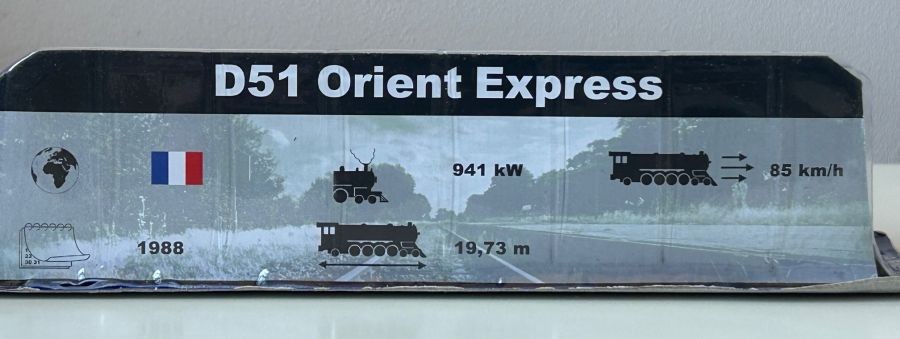 D51 Orient Express
941 kW
85 km/h
1988
19,73 m